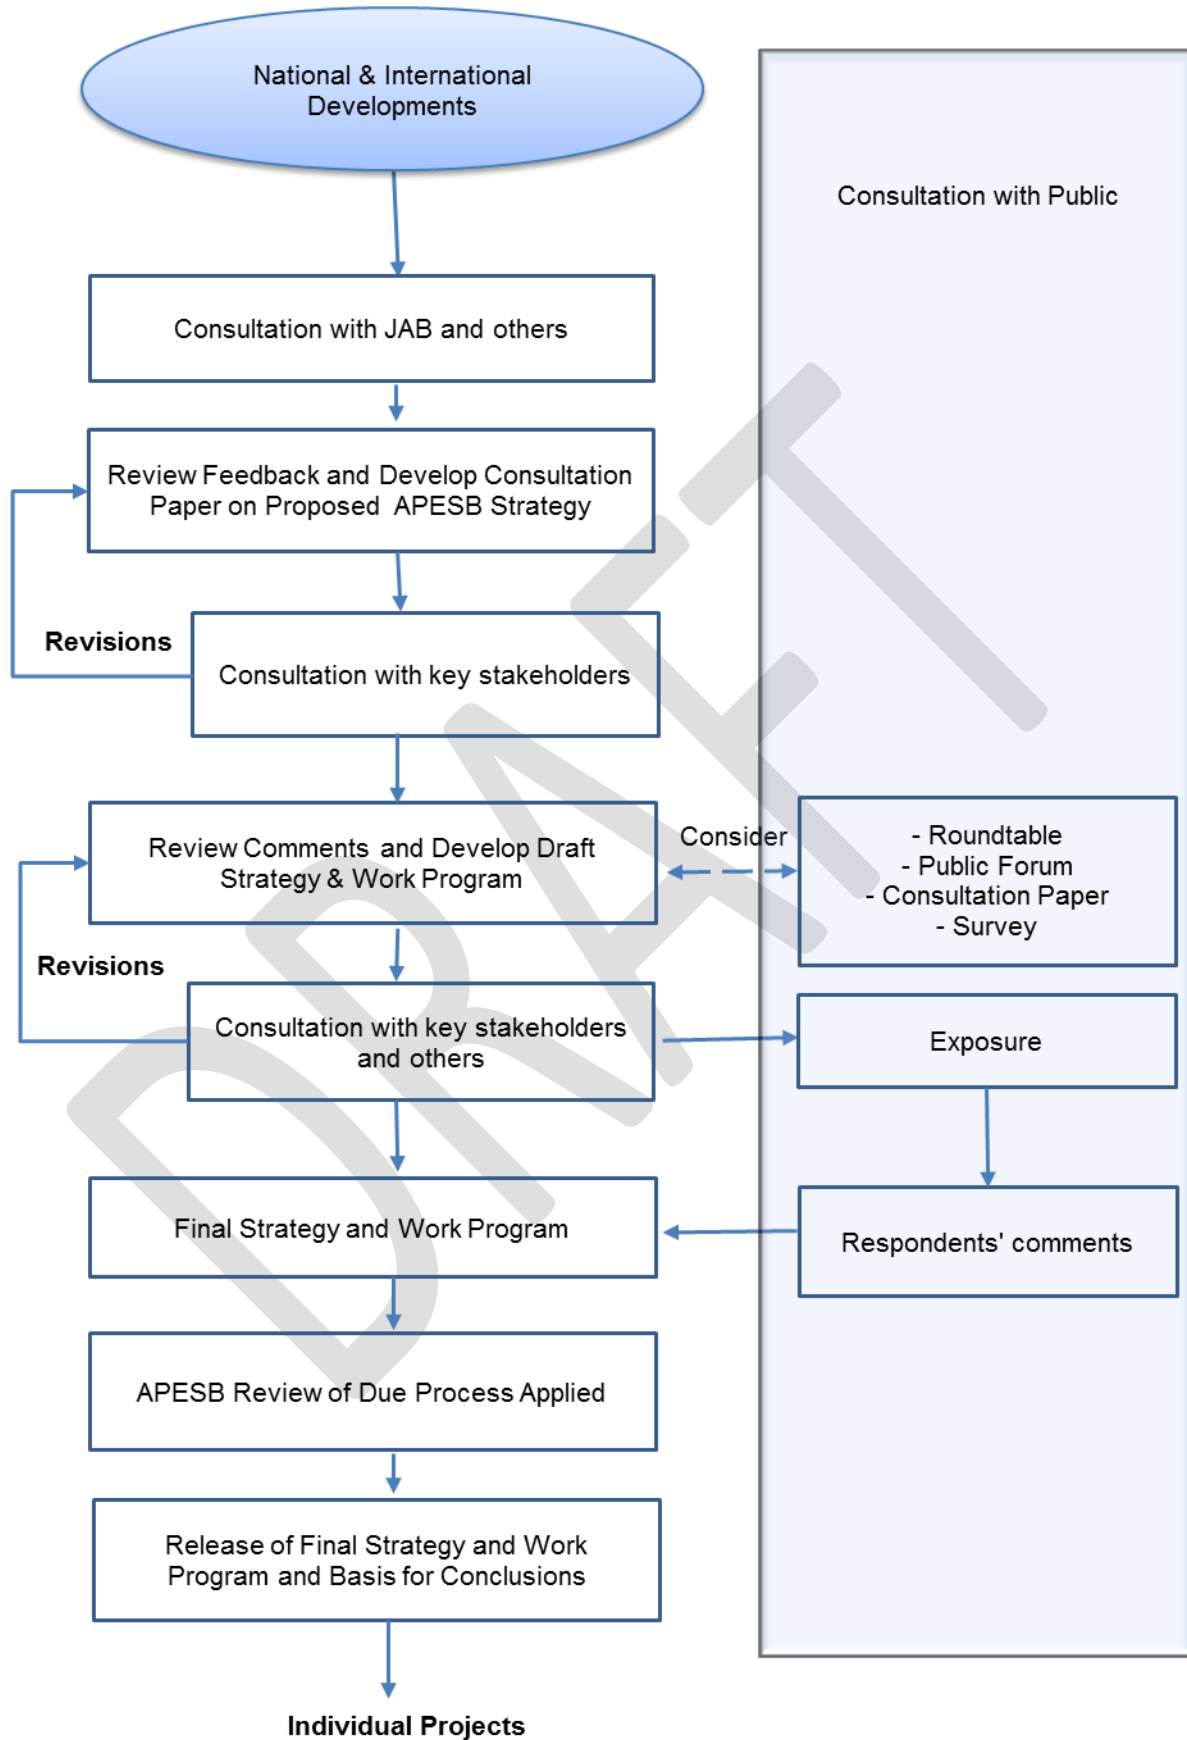 National & International
Developments
Consultation with Public
Consultation with JAB and others
Review Feedback and Develop Consultation
Paper on Proposed APESB Strategy
Revisions
Consultation with key stakeholders
Review Comments and Develop Draft
Strategy & Work Program
Consider
- Roundtable
- Public Forum
- Consultation Paper
- Survey
Revisions
Consultation with key stakeholders
and others
Exposure
Final Strategy and Work Program
Respondents' comments
APESB Review of Due Process Applied
Release of Final Strategy and Work
Program and Basis for Conclusions
Individual Projects
DRAFT